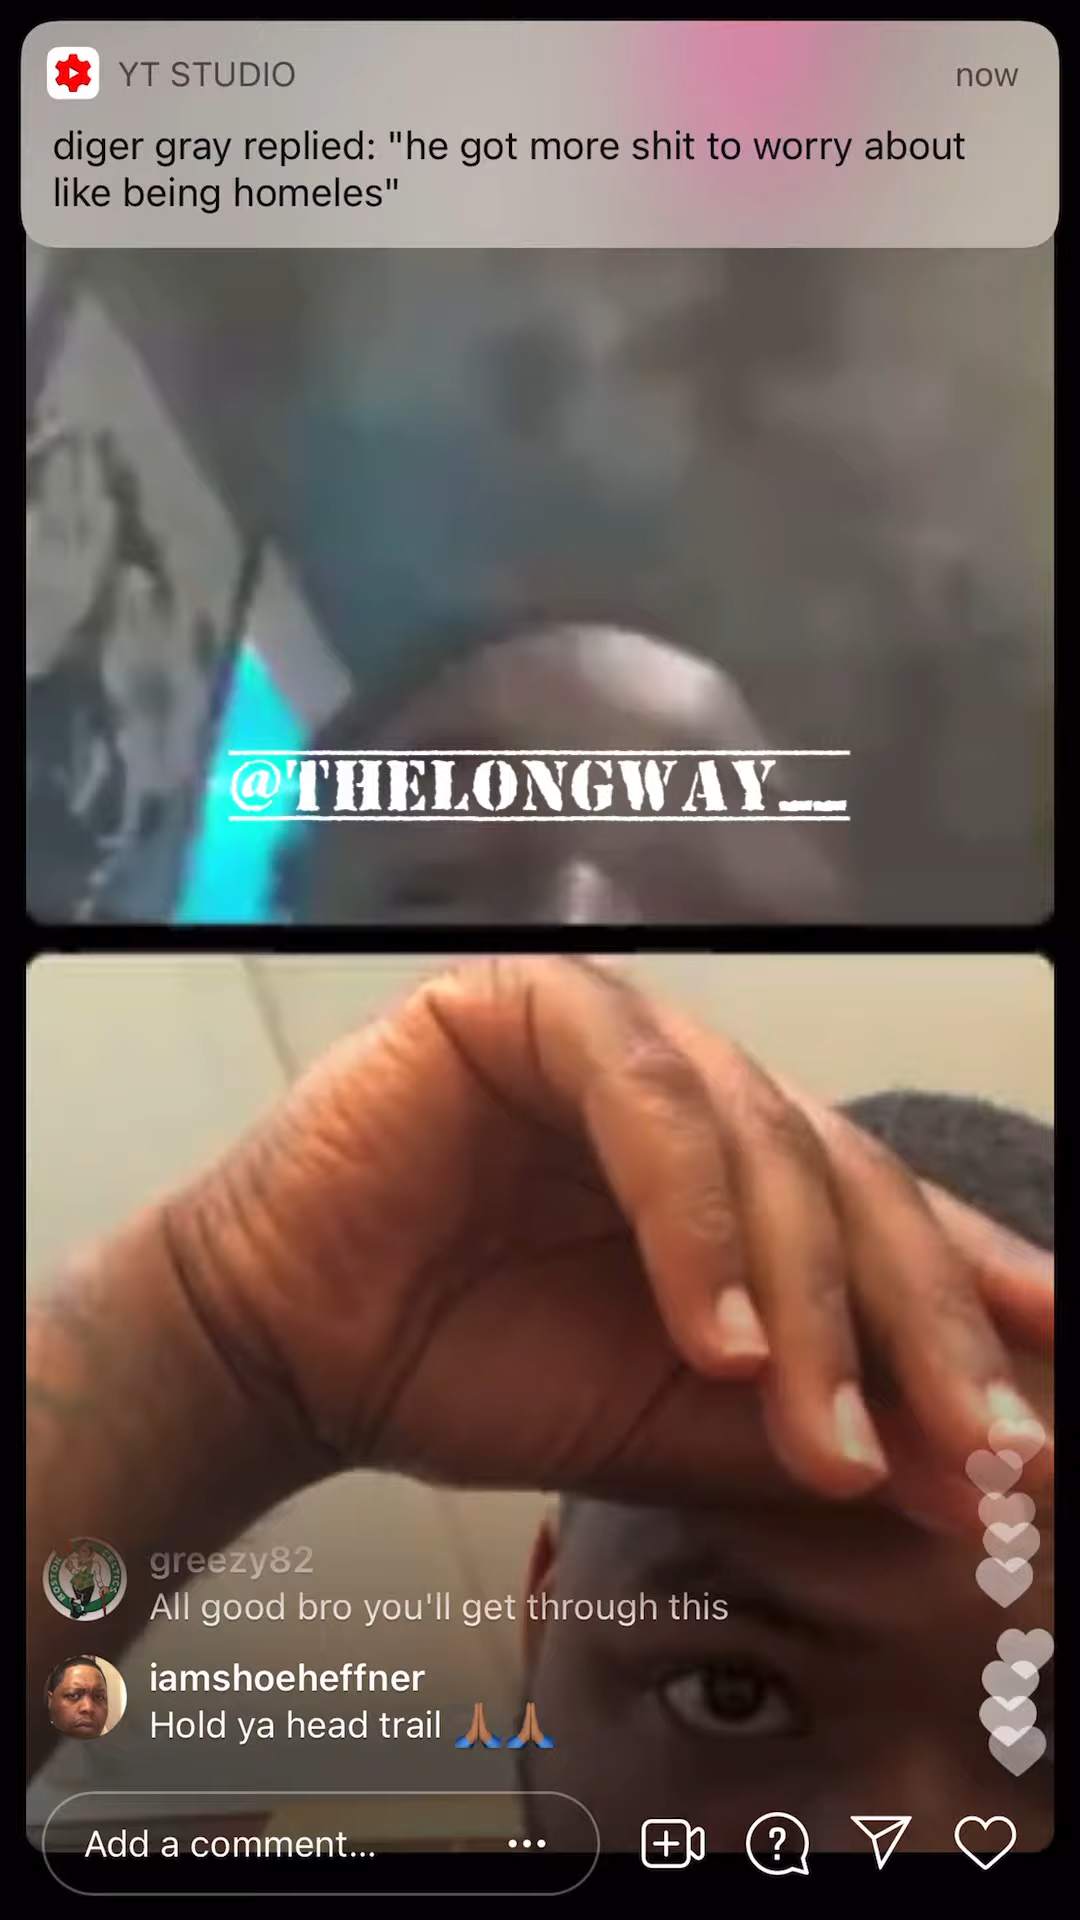 YT STUDIO
now
diger gray replied: "he got more shit to worry about
like being homeles"
@THELONGWAY__
greezy82
All good bro you'll get through this
iamshoeheffner
Hold ya head trail 🙏🏾🙏🏾
Add a comment...